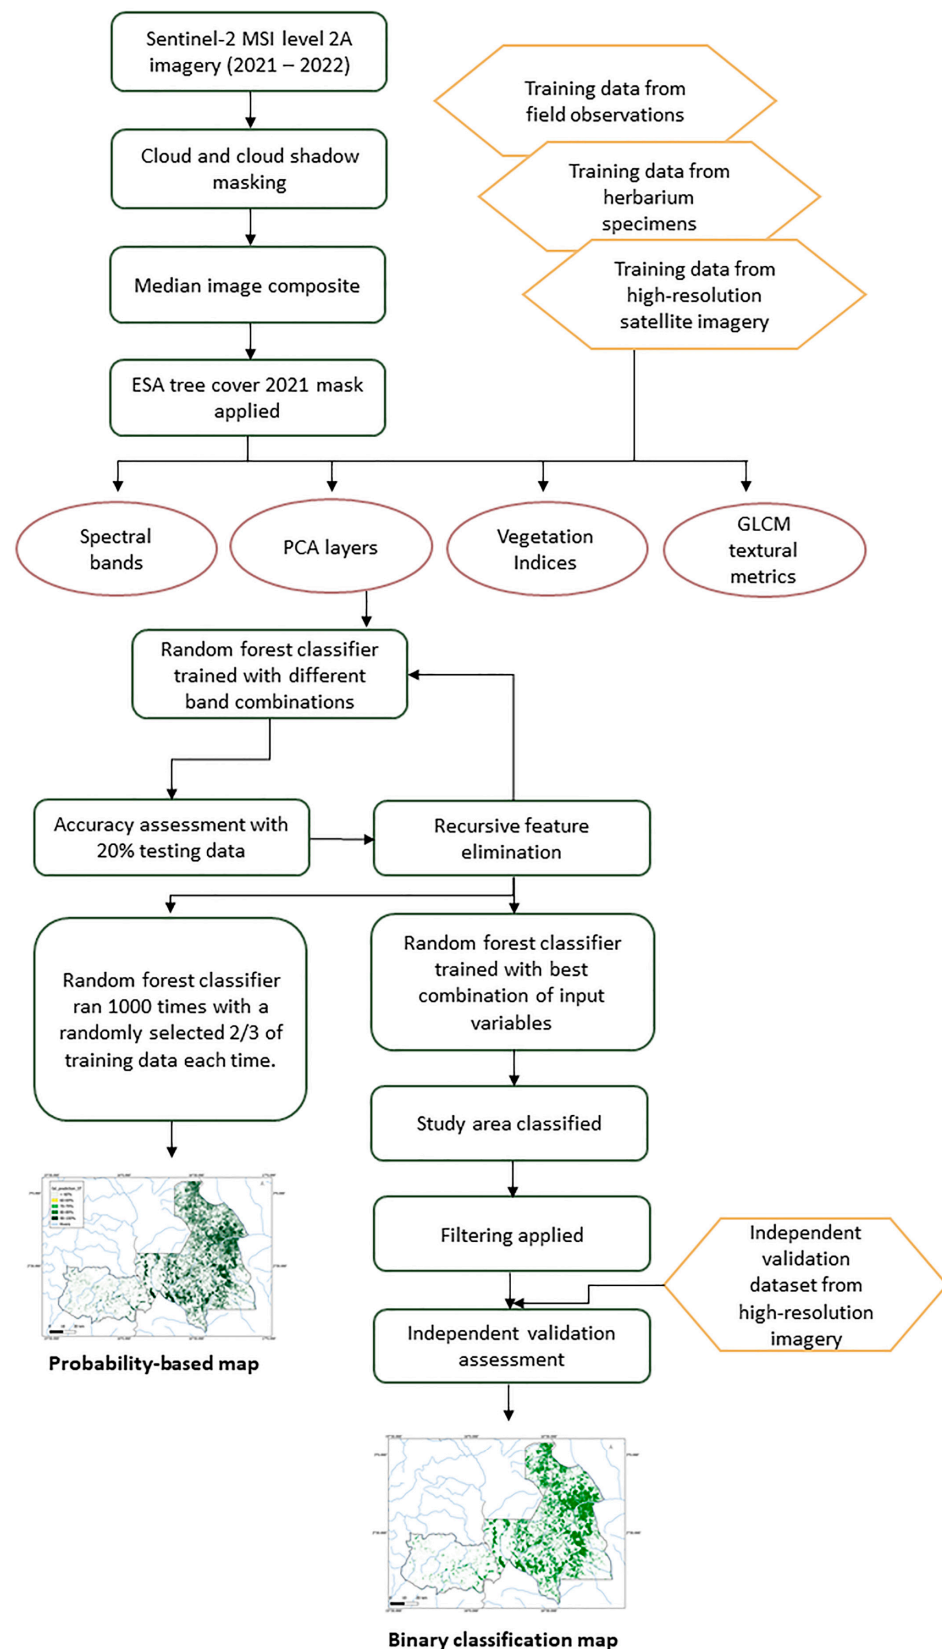 Sentinel-2 MSI level 2A
imagery (2021 – 2022)
Training data from
field observations
Cloud and cloud shadow
masking
Training data from
herbarium
specimens
Median image composite
Training data from
high-resolution
satellite imagery
ESA tree cover 2021 mask
applied
Spectral
bands
PCA layers
Vegetation
Indices
GLCM
textural
metrics
Random forest classifier
trained with different
band combinations
Accuracy assessment with
20% testing data
Recursive feature
elimination
Random forest classifier
ran 1000 times with a
randomly selected 2/3 of
training data each time.
Random forest classifier
trained with best
combination of input
variables
Study area classified
Filtering applied
Independent
validation
dataset from
high-resolution
imagery
Independent validation
assessment
Probability-based map
Binary classification map